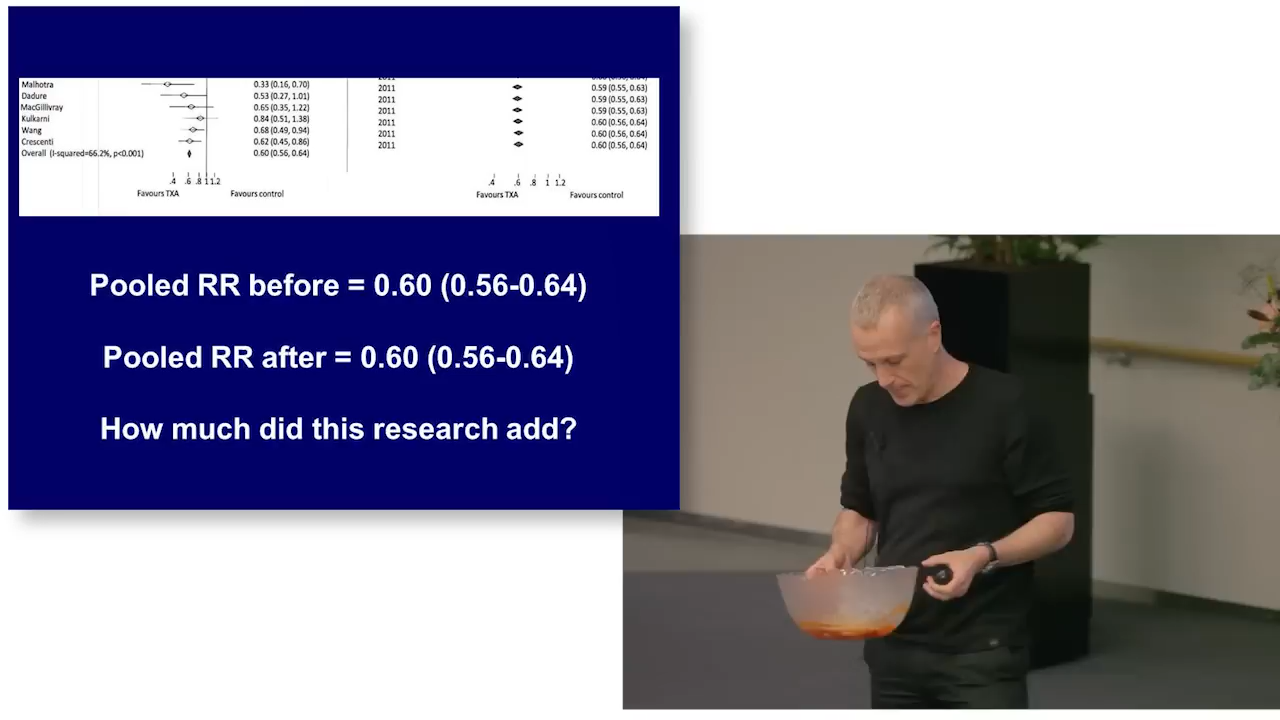 Malhotra 0.33 (0.16, 0.70)
Dadure 0.53 (0.27, 1.01)
MacGillivray 0.65 (0.35, 1.22)
Kulkarni 0.84 (0.51, 1.38)
Wang 0.68 (0.49, 0.94)
Crescenti 0.62 (0.45, 0.86)
Overall (I-squared=66.2%, p<0.001) 0.60 (0.56, 0.64)
.4 .6 .8 1 1.2
Favours TXA Favours control
2011 0.59 (0.55, 0.63)
2011 0.59 (0.55, 0.63)
2011 0.59 (0.55, 0.63)
2011 0.60 (0.56, 0.64)
2011 0.60 (0.56, 0.64)
2011 0.60 (0.56, 0.64)
.4 .6 .8 1 1.2
Favours TXA Favours control
Pooled RR before = 0.60 (0.56-0.64)
Pooled RR after = 0.60 (0.56-0.64)
How much did this research add?